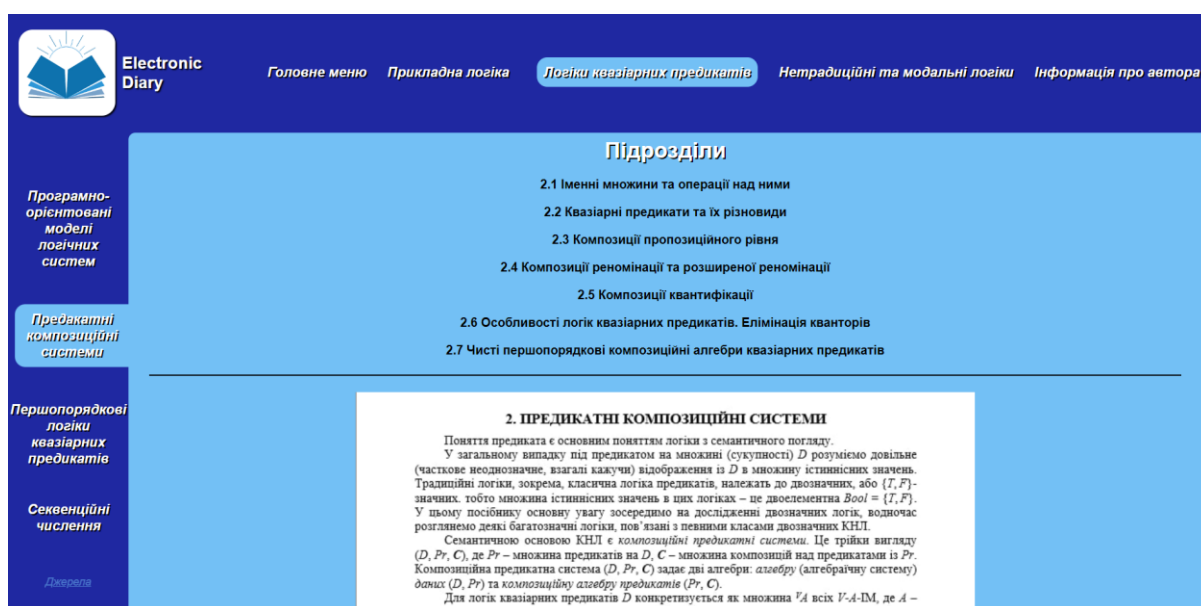 Electronic
Diary
Головне меню Прикладна логіка Логіки квазіарних предикатів Нетрадиційні та модальні логіки Інформація про автора
Програмно-
орієнтовані
моделі
логічних
систем
Предакатні
композиційні
системи
Першопорядкові
логіки
квазіарних
предикатів
Секвенційні
числення
Джерела
Підрозділи
2.1 Іменні множини та операції над ними
2.2 Квазіарні предикати та їх різновиди
2.3 Композиції пропозиційного рівня
2.4 Композиції реномінації та розширеної реномінації
2.5 Композиції квантифікації
2.6 Особливості логік квазіарних предикатів. Елімінація кванторів
2.7 Чисті першопорядкові композиційні алгебри квазіарних предикатів
2. ПРЕДИКАТНІ КОМПОЗИЦІЙНІ СИСТЕМИ
Поняття предиката є основним поняттям логіки з семантичного погляду.
У загальному випадку під предикатом на множині (сукупності) D розуміємо довільне
(часткове неоднозначне, взагалі кажучи) відображення із D в множину істиннісних значень.
Традиційні логіки, зокрема, класична логіка предикатів, належать до двозначних, або {T, F}-
значних. тобто множина істиннісних значень в цих логіках – це двоелементна Bool = {T, F}.
У цьому посібнику основну увагу зосередимо на дослідженні двозначних логік, водночас
розглянемо деякі багатозначні логіки, пов'язані з певними класами двозначних КНЛ.
Семантичною основою КНЛ є композиційні предикатні системи. Це трійки вигляду
(D, Pr, C), де Pr – множина предикатів на D, C – множина композицій над предикатами із Pr.
Композиційна предикатна система (D, Pr, C) задає дві алгебри: алгебру (алгебраїчну систему)
даних (D, Pr) та композиційну алгебру предикатів (Pr, C).
Для логік квазіарних предикатів D конкретизується як множина ᵛA всіх V-A-ІМ, де A –